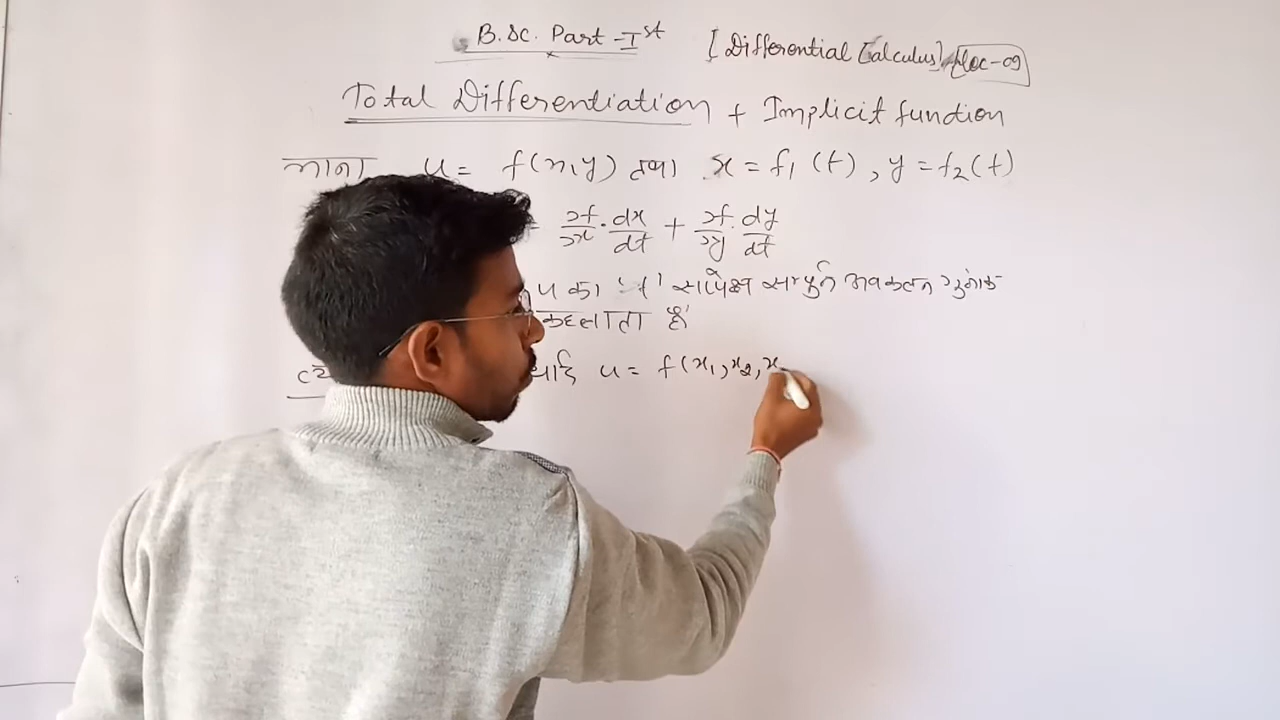 B.Sc. Part-Ist [Differential Calculus] Lec-09
Total Differentiation + Implicit function
माना u = f(x,y) तथा x = f₁(t), y = f₂(t)
= ∂f/∂x · dx/dt + ∂f/∂y · dy/dt
u का 't' सापेक्ष सम्पूर्ण अवकलन गुणांक
कहलाता है।
यदि u = f(x₁,x₂,x